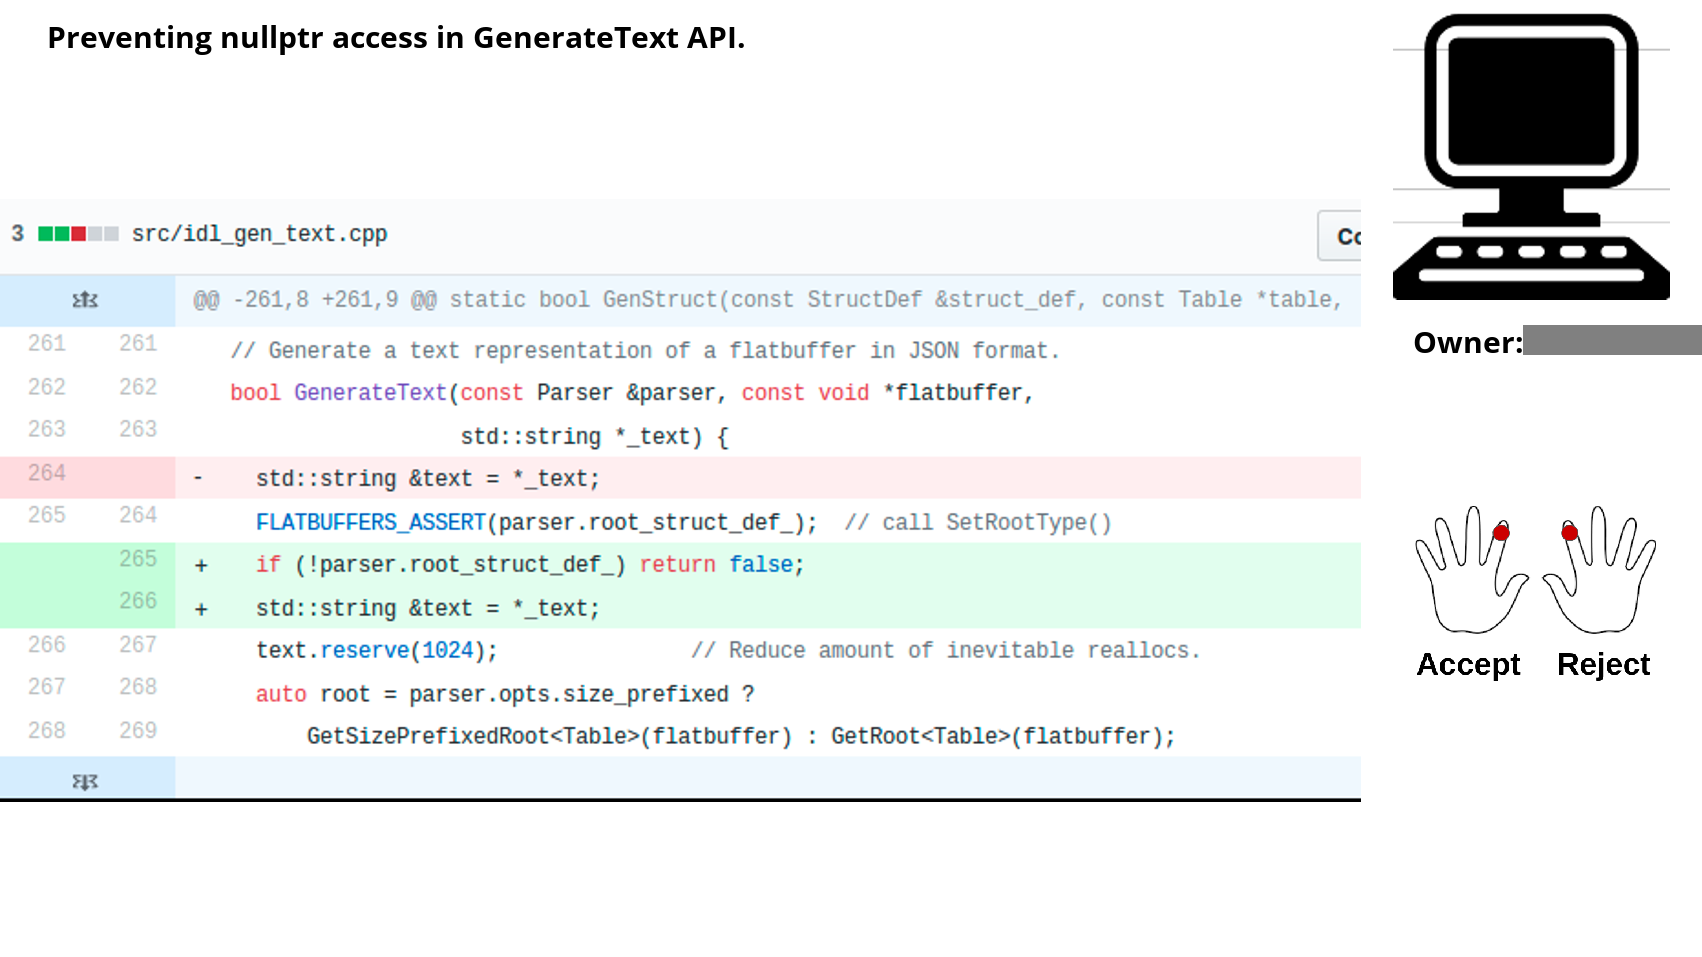 Preventing nullptr access in GenerateText API.
3 src/idl_gen_text.cpp Co
@@ -261,8 +261,9 @@ static bool GenStruct(const StructDef &struct_def, const Table *table,
261 261 // Generate a text representation of a flatbuffer in JSON format.
262 262 bool GenerateText(const Parser &parser, const void *flatbuffer,
263 263 std::string *_text) {
264 - std::string &text = *_text;
265 264 FLATBUFFERS_ASSERT(parser.root_struct_def_); // call SetRootType()
265 + if (!parser.root_struct_def_) return false;
266 + std::string &text = *_text;
266 267 text.reserve(1024); // Reduce amount of inevitable reallocs.
267 268 auto root = parser.opts.size_prefixed ?
268 269 GetSizePrefixedRoot<Table>(flatbuffer) : GetRoot<Table>(flatbuffer);
Owner:
Accept Reject